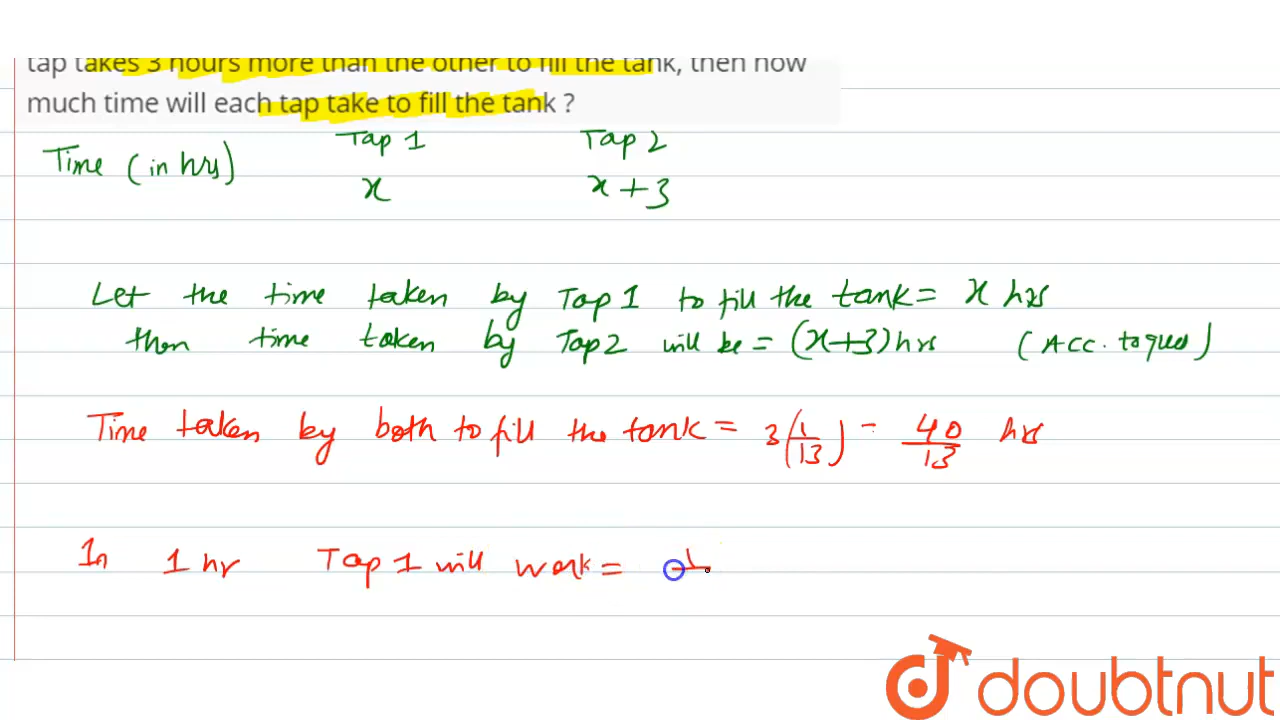 tap takes 3 hours more than the other to fill the tank, then how
much time will each tap take to fill the tank ?
Time (in hrs) Tap 1 Tap 2
x x+3
Let the time taken by Tap 1 to fill the tank = x hrs
then time taken by Tap2 will be = (x+3) hrs (Acc. to ques)
Time taken by both to fill the tank = 3(1/13) = 40/13 hrs
In 1 hr Tap 1 will work = 1
doubtnut